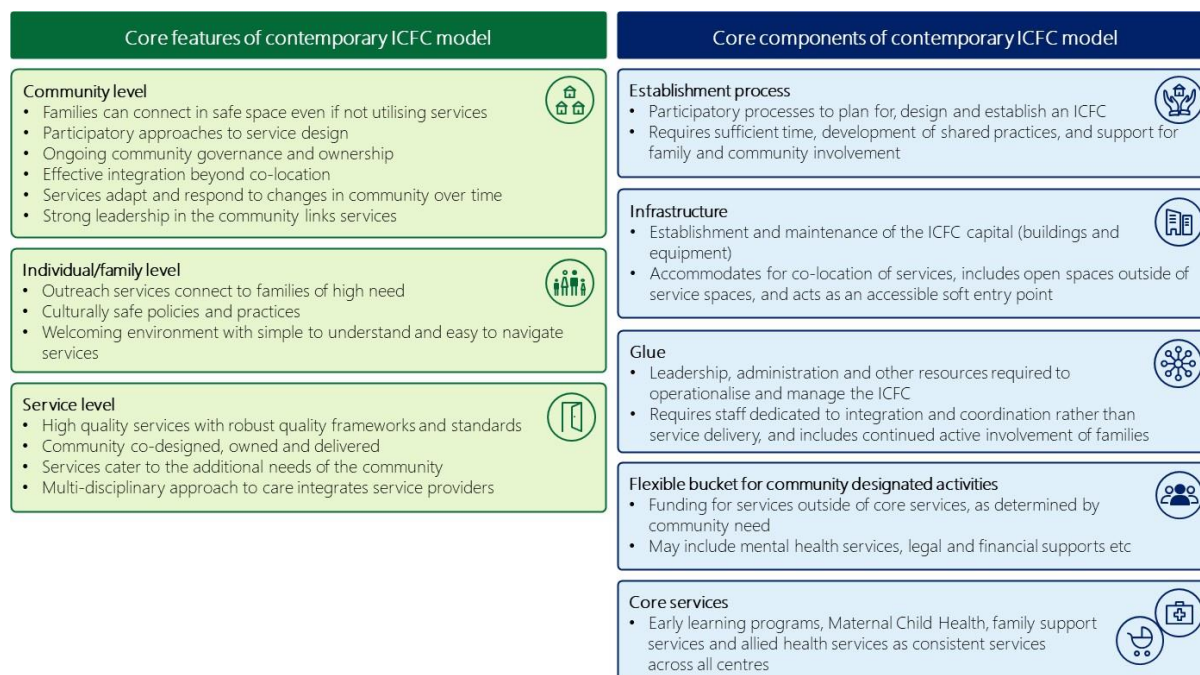 Core features of contemporary ICFC model
Community level
• Families can connect in safe space even if not utilising services
• Participatory approaches to service design
• Ongoing community governance and ownership
• Effective integration beyond co-location
• Services adapt and respond to changes in community over time
• Strong leadership in the community links services
Individual/family level
• Outreach services connect to families of high need
• Culturally safe policies and practices
• Welcoming environment with simple to understand and easy to navigate
services
Service level
• High quality services with robust quality frameworks and standards
• Community co-designed, owned and delivered
• Services cater to the additional needs of the community
• Multi-disciplinary approach to care integrates service providers
Core components of contemporary ICFC model
Establishment process
• Participatory processes to plan for, design and establish an ICFC
• Requires sufficient time, development of shared practices, and support for
family and community involvement
Infrastructure
• Establishment and maintenance of the ICFC capital (buildings and
equipment)
• Accommodates for co-location of services, includes open spaces outside of
service spaces, and acts as an accessible soft entry point
Glue
• Leadership, administration and other resources required to
operationalise and manage the ICFC
• Requires staff dedicated to integration and coordination rather than
service delivery, and includes continued active involvement of families
Flexible bucket for community designated activities
• Funding for services outside of core services, as determined by
community need
• May include mental health services, legal and financial supports etc
Core services
• Early learning programs, Maternal Child Health, family support
services and allied health services as consistent services
across all centres